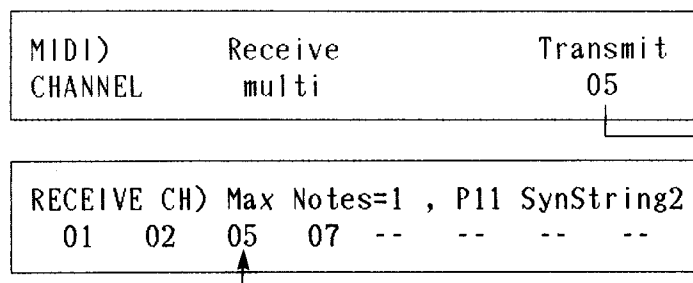 MIDI) Receive Transmit
CHANNEL multi 05
RECEIVE CH) Max Notes=1 , P11 SynString2
01 02 05 07 -- -- -- --